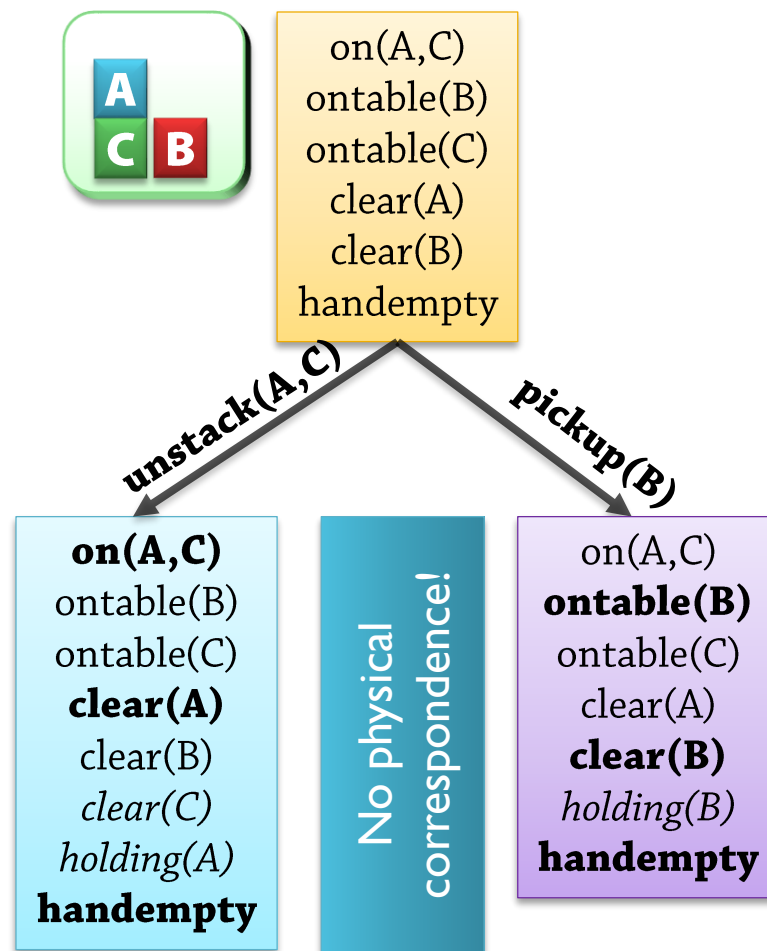 A
C B
on(A,C)
ontable(B)
ontable(C)
clear(A)
clear(B)
handempty
unstack(A,C)
pickup(B)
on(A,C)
ontable(B)
ontable(C)
clear(A)
clear(B)
clear(C)
holding(A)
handempty
No physical
correspondence!
on(A,C)
ontable(B)
ontable(C)
clear(A)
clear(B)
holding(B)
handempty